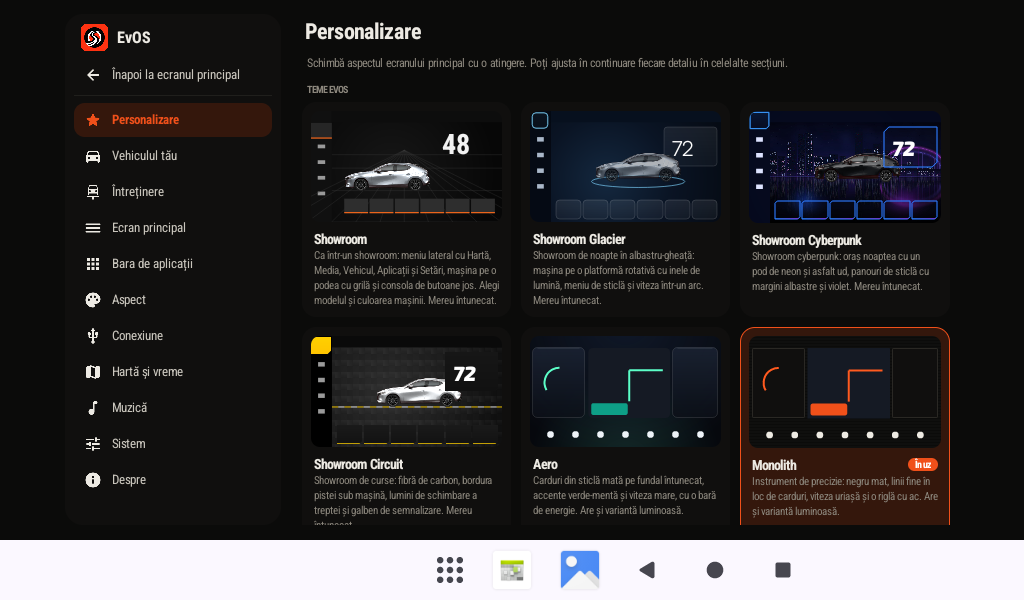 EvOS
Înapoi la ecranul principal
Personalizare
Vehiculul tău
Întreținere
Ecran principal
Bara de aplicații
Aspect
Conexiune
Hartă și vreme
Muzică
Sistem
Despre
Personalizare
Schimbă aspectul ecranului principal cu o atingere. Poți ajusta în continuare fiecare detaliu în celelalte secțiuni.
TEME EVOS
48
Showroom
Ca într-un showroom: meniu lateral cu Hartă,
Media, Vehicul, Aplicații și Setări, mașina pe o
podea cu grilă și consola de butoane jos. Alegi
modelul și culoarea mașinii. Mereu întunecat.
72
Showroom Glacier
Showroom de noapte în albastru-gheață:
mașina pe o platformă rotativă cu inele de
lumină, meniu de sticlă și viteza într-un arc.
Mereu întunecat.
72
Showroom Cyberpunk
Showroom cyberpunk: oraș noaptea cu un
pod de neon și asfalt ud, panouri de sticlă cu
margini albastre și violet. Mereu întunecat.
72
Showroom Circuit
Showroom de curse: fibră de carbon, bordura
pistei sub mașină, lumini de schimbare a
treptei și galben de semnalizare. Mereu
întunecat.
Aero
Carduri din sticlă mată pe fundal întunecat,
accente verde-mentă și viteza mare, cu o bară
de energie. Are și variantă luminoasă.
Monolith
În uz
Instrument de precizie: negru mat, linii fine în
loc de carduri, viteza uriașă și o riglă cu ac. Are
și variantă luminoasă.